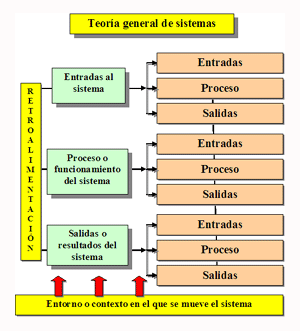 Teoría general de sistemas
RETROALIMENTACIÓN
Entradas al
sistema
Entradas
Proceso
Salidas
Proceso o
funcionamiento
del sistema
Entradas
Proceso
Salidas
Salidas o
resultados del
sistema
Entradas
Proceso
Salidas
Entorno o contexto en el que se mueve el sistema